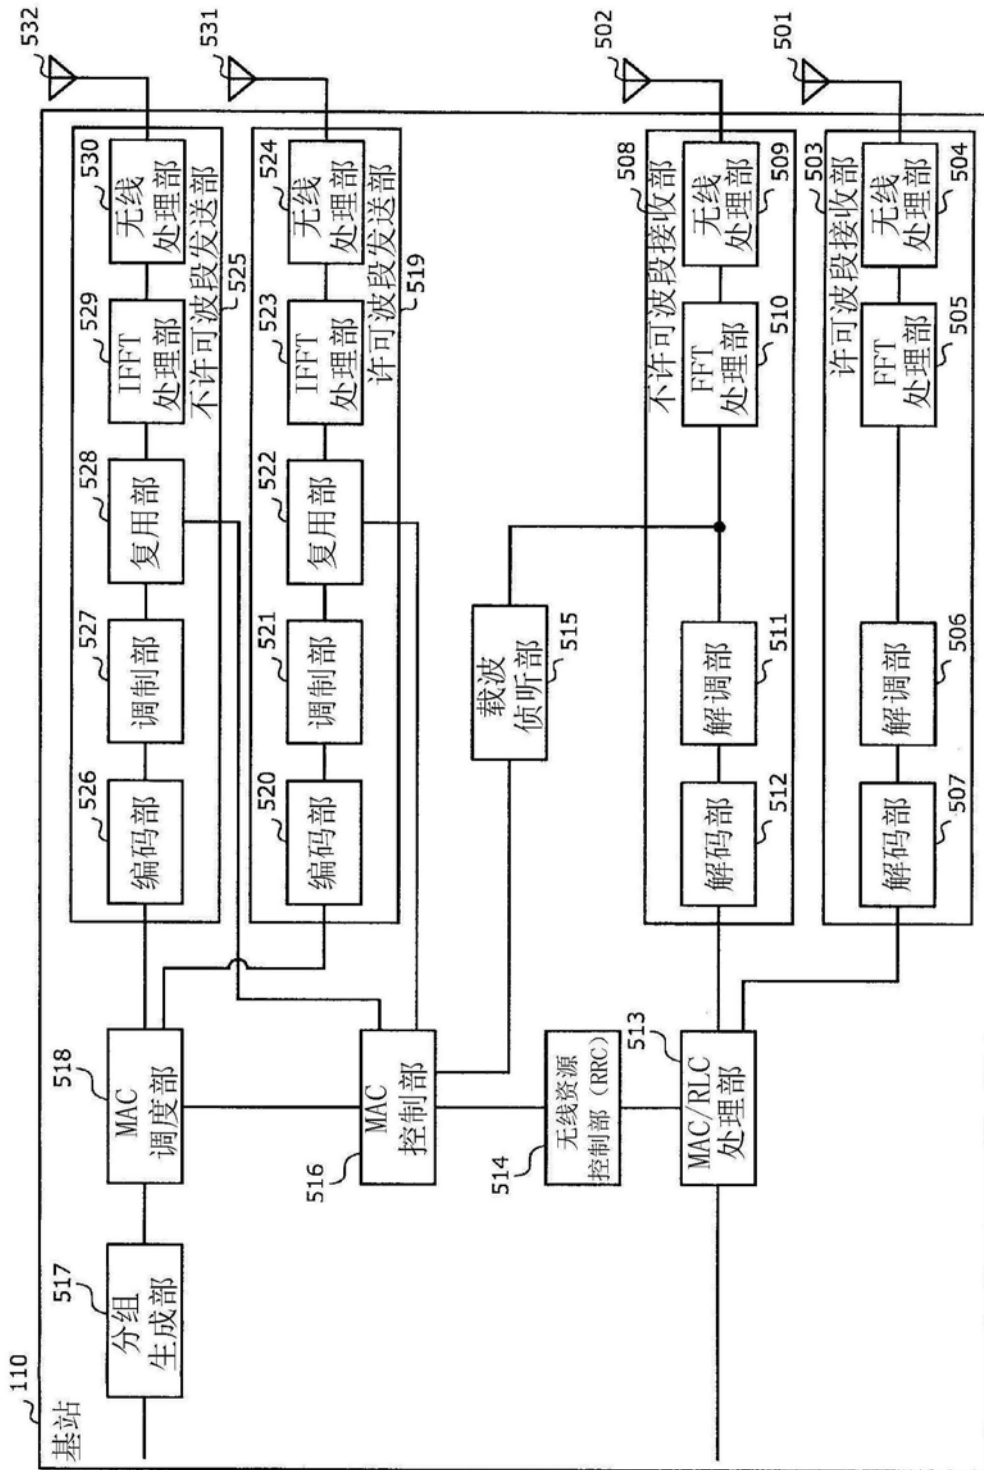 110
基站
517
分组
生成部
518
MAC
调度部
526
编码部
527
调制部
528
复用部
529
IFFT
处理部
530
无线
处理部
不许可波段发送部
525
532
520
编码部
521
调制部
522
复用部
523
IFFT
处理部
524
无线
处理部
许可波段发送部
519
531
516
MAC
控制部
515
载波
侦听部
514
无线资源
控制部(RRC)
513
MAC/RLC
处理部
508
不许可波段接收部
512
解码部
511
解调部
510
FFT
处理部
509
无线
处理部
502
503
许可波段接收部
507
解码部
506
解调部
505
FFT
处理部
504
无线
处理部
501